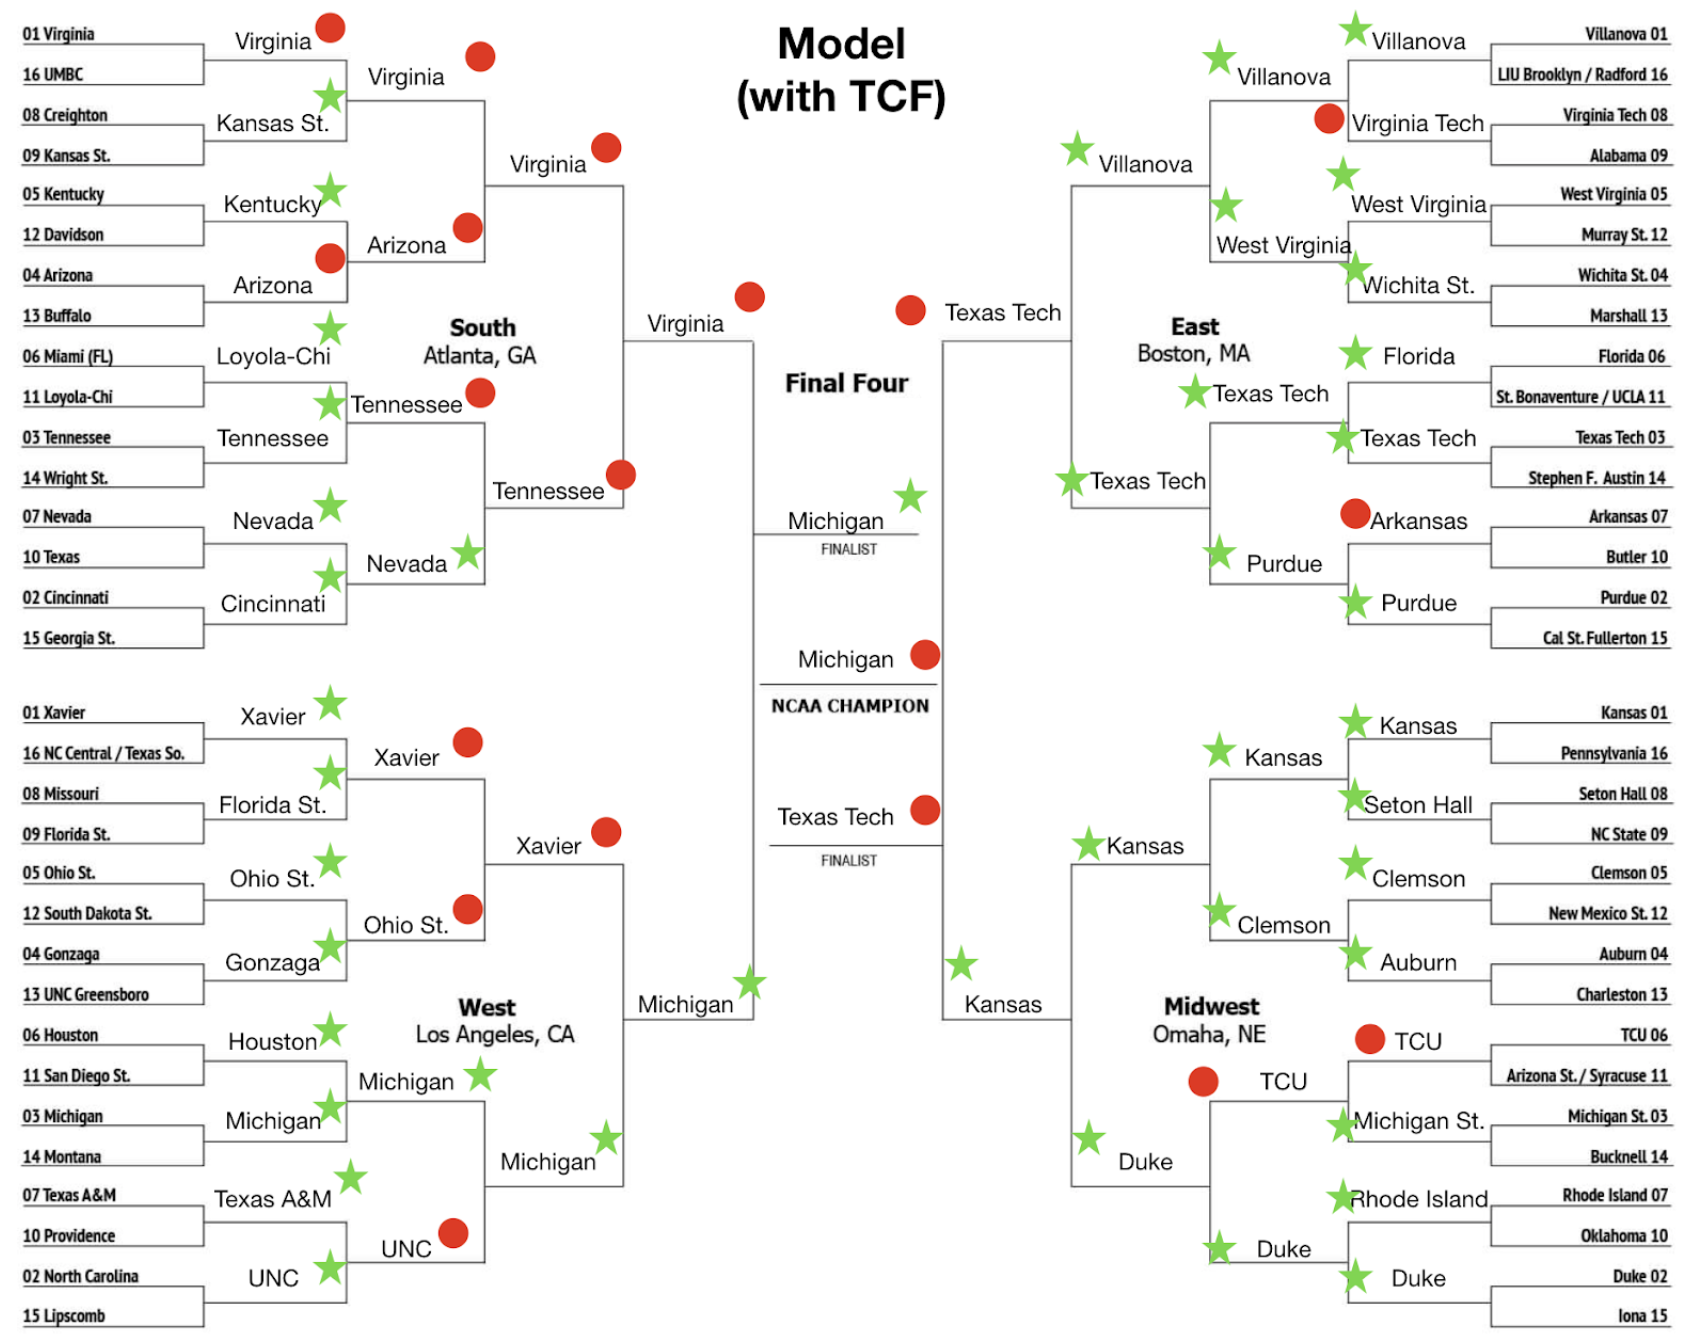 Model
(with TCF)
01 Virginia
16 UMBC
08 Creighton
09 Kansas St.
05 Kentucky
12 Davidson
04 Arizona
13 Buffalo
06 Miami (FL)
11 Loyola-Chi
03 Tennessee
14 Wright St.
07 Nevada
10 Texas
02 Cincinnati
15 Georgia St.
Virginia
Kansas St.
Kentucky
Arizona
Loyola-Chi
Tennessee
Nevada
Cincinnati
Virginia
Arizona
Tennessee
Nevada
Virginia
Tennessee
Virginia
South
Atlanta, GA
01 Xavier
16 NC Central / Texas So.
08 Missouri
09 Florida St.
05 Ohio St.
12 South Dakota St.
04 Gonzaga
13 UNC Greensboro
06 Houston
11 San Diego St.
03 Michigan
14 Montana
07 Texas A&M
10 Providence
02 North Carolina
15 Lipscomb
Xavier
Florida St.
Ohio St.
Gonzaga
Houston
Michigan
Texas A&M
UNC
Xavier
Ohio St.
Michigan
UNC
Xavier
Michigan
Michigan
West
Los Angeles, CA
Final Four
Michigan
FINALIST
Michigan
NCAA CHAMPION
Texas Tech
FINALIST
Villanova 01
LIU Brooklyn / Radford 16
Virginia Tech 08
Alabama 09
West Virginia 05
Murray St. 12
Wichita St. 04
Marshall 13
Florida 06
St. Bonaventure / UCLA 11
Texas Tech 03
Stephen F. Austin 14
Arkansas 07
Butler 10
Purdue 02
Cal St. Fullerton 15
Villanova
Virginia Tech
West Virginia
Wichita St.
Florida
Texas Tech
Arkansas
Purdue
Villanova
West Virginia
Texas Tech
Purdue
Villanova
Texas Tech
Texas Tech
East
Boston, MA
Kansas 01
Pennsylvania 16
Seton Hall 08
NC State 09
Clemson 05
New Mexico St. 12
Auburn 04
Charleston 13
TCU 06
Arizona St. / Syracuse 11
Michigan St. 03
Bucknell 14
Rhode Island 07
Oklahoma 10
Duke 02
Iona 15
Kansas
Seton Hall
Clemson
Auburn
TCU
Michigan St.
Rhode Island
Duke
Kansas
Clemson
TCU
Duke
Kansas
Duke
Kansas
Midwest
Omaha, NE